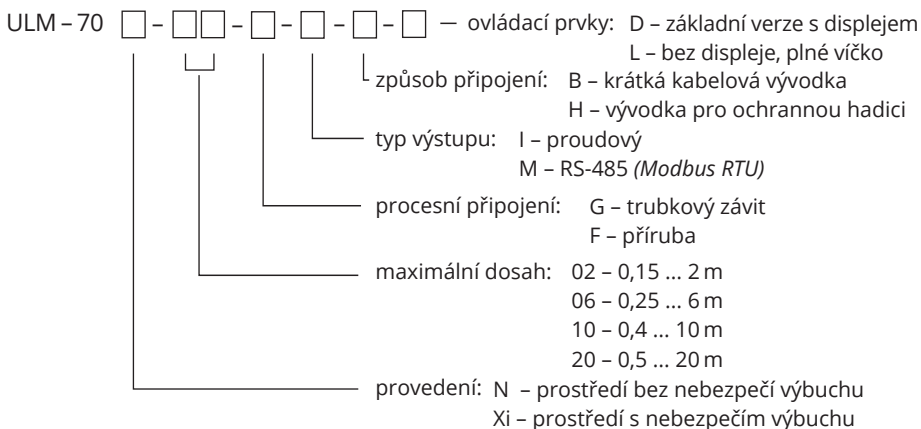 ULM – 70 – – – – – — ovládací prvky: D – základní verze s displejem
L – bez displeje, plné víčko
způsob připojení: B – krátká kabelová vývodka
H – vývodka pro ochrannou hadici
typ výstupu: I – proudový
M – RS-485 (Modbus RTU)
procesní připojení: G – trubkový závit
F – příruba
maximální dosah: 02 – 0,15 ... 2 m
06 – 0,25 ... 6 m
10 – 0,4 ... 10 m
20 – 0,5 ... 20 m
provedení: N – prostředí bez nebezpečí výbuchu
Xi – prostředí s nebezpečím výbuchu